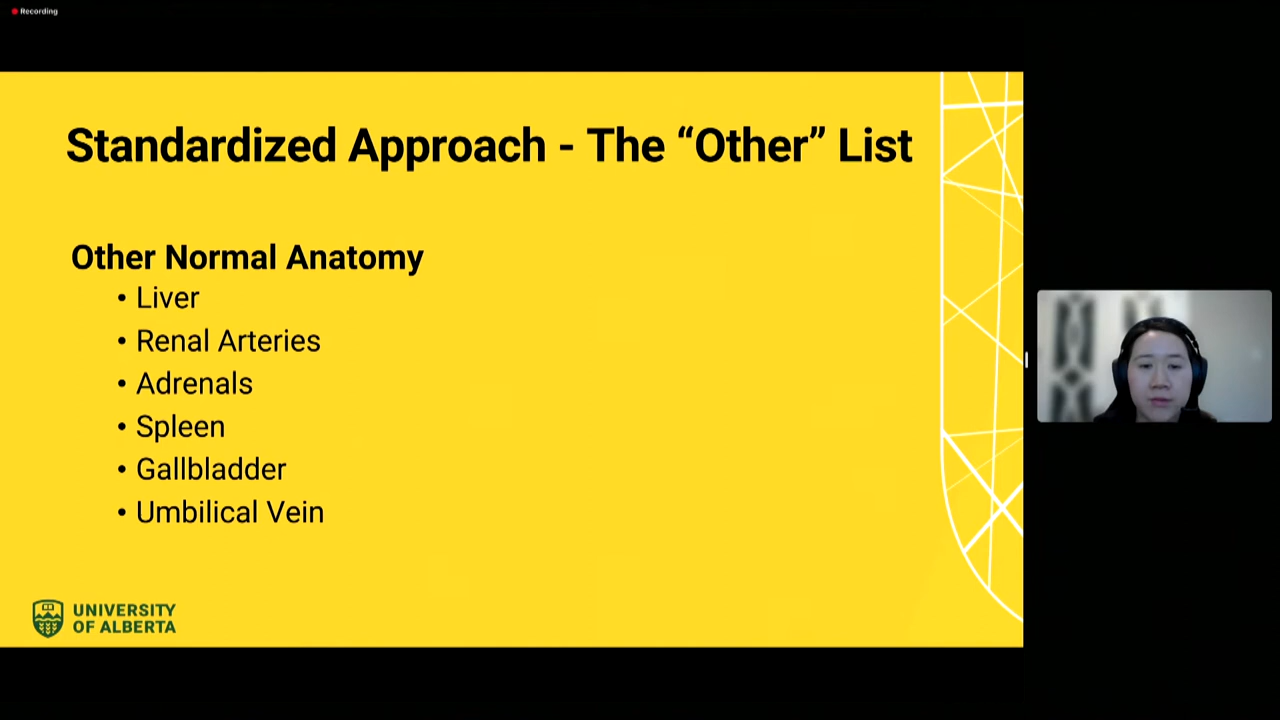 Recording
Standardized Approach - The “Other” List
Other Normal Anatomy
• Liver
• Renal Arteries
• Adrenals
• Spleen
• Gallbladder
• Umbilical Vein
UNIVERSITY
OF ALBERTA